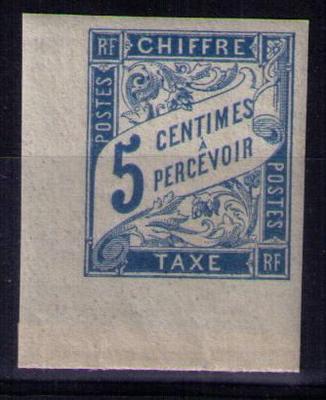 RF CHIFFRE
POSTES
5 CENTIMES
À
PERCEVOIR
POSTES
TAXE RF